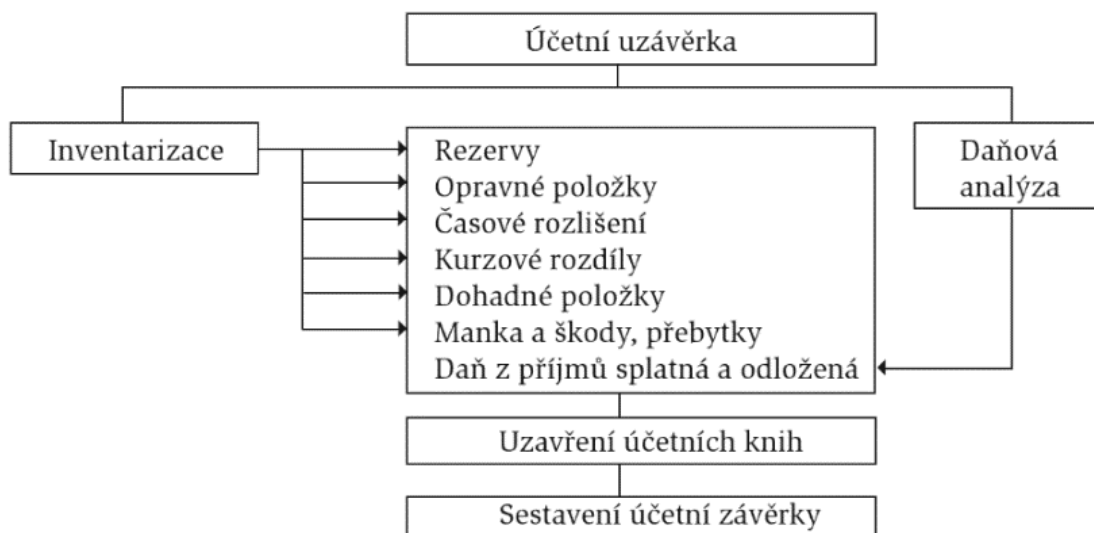 Účetní uzávěrka
Inventarizace
Rezervy
Opravné položky
Časové rozlišení
Kurzové rozdíly
Dohadné položky
Manka a škody, přebytky
Daň z příjmů splatná a odložená
Daňová
analýza
Uzavření účetních knih
Sestavení účetní závěrky